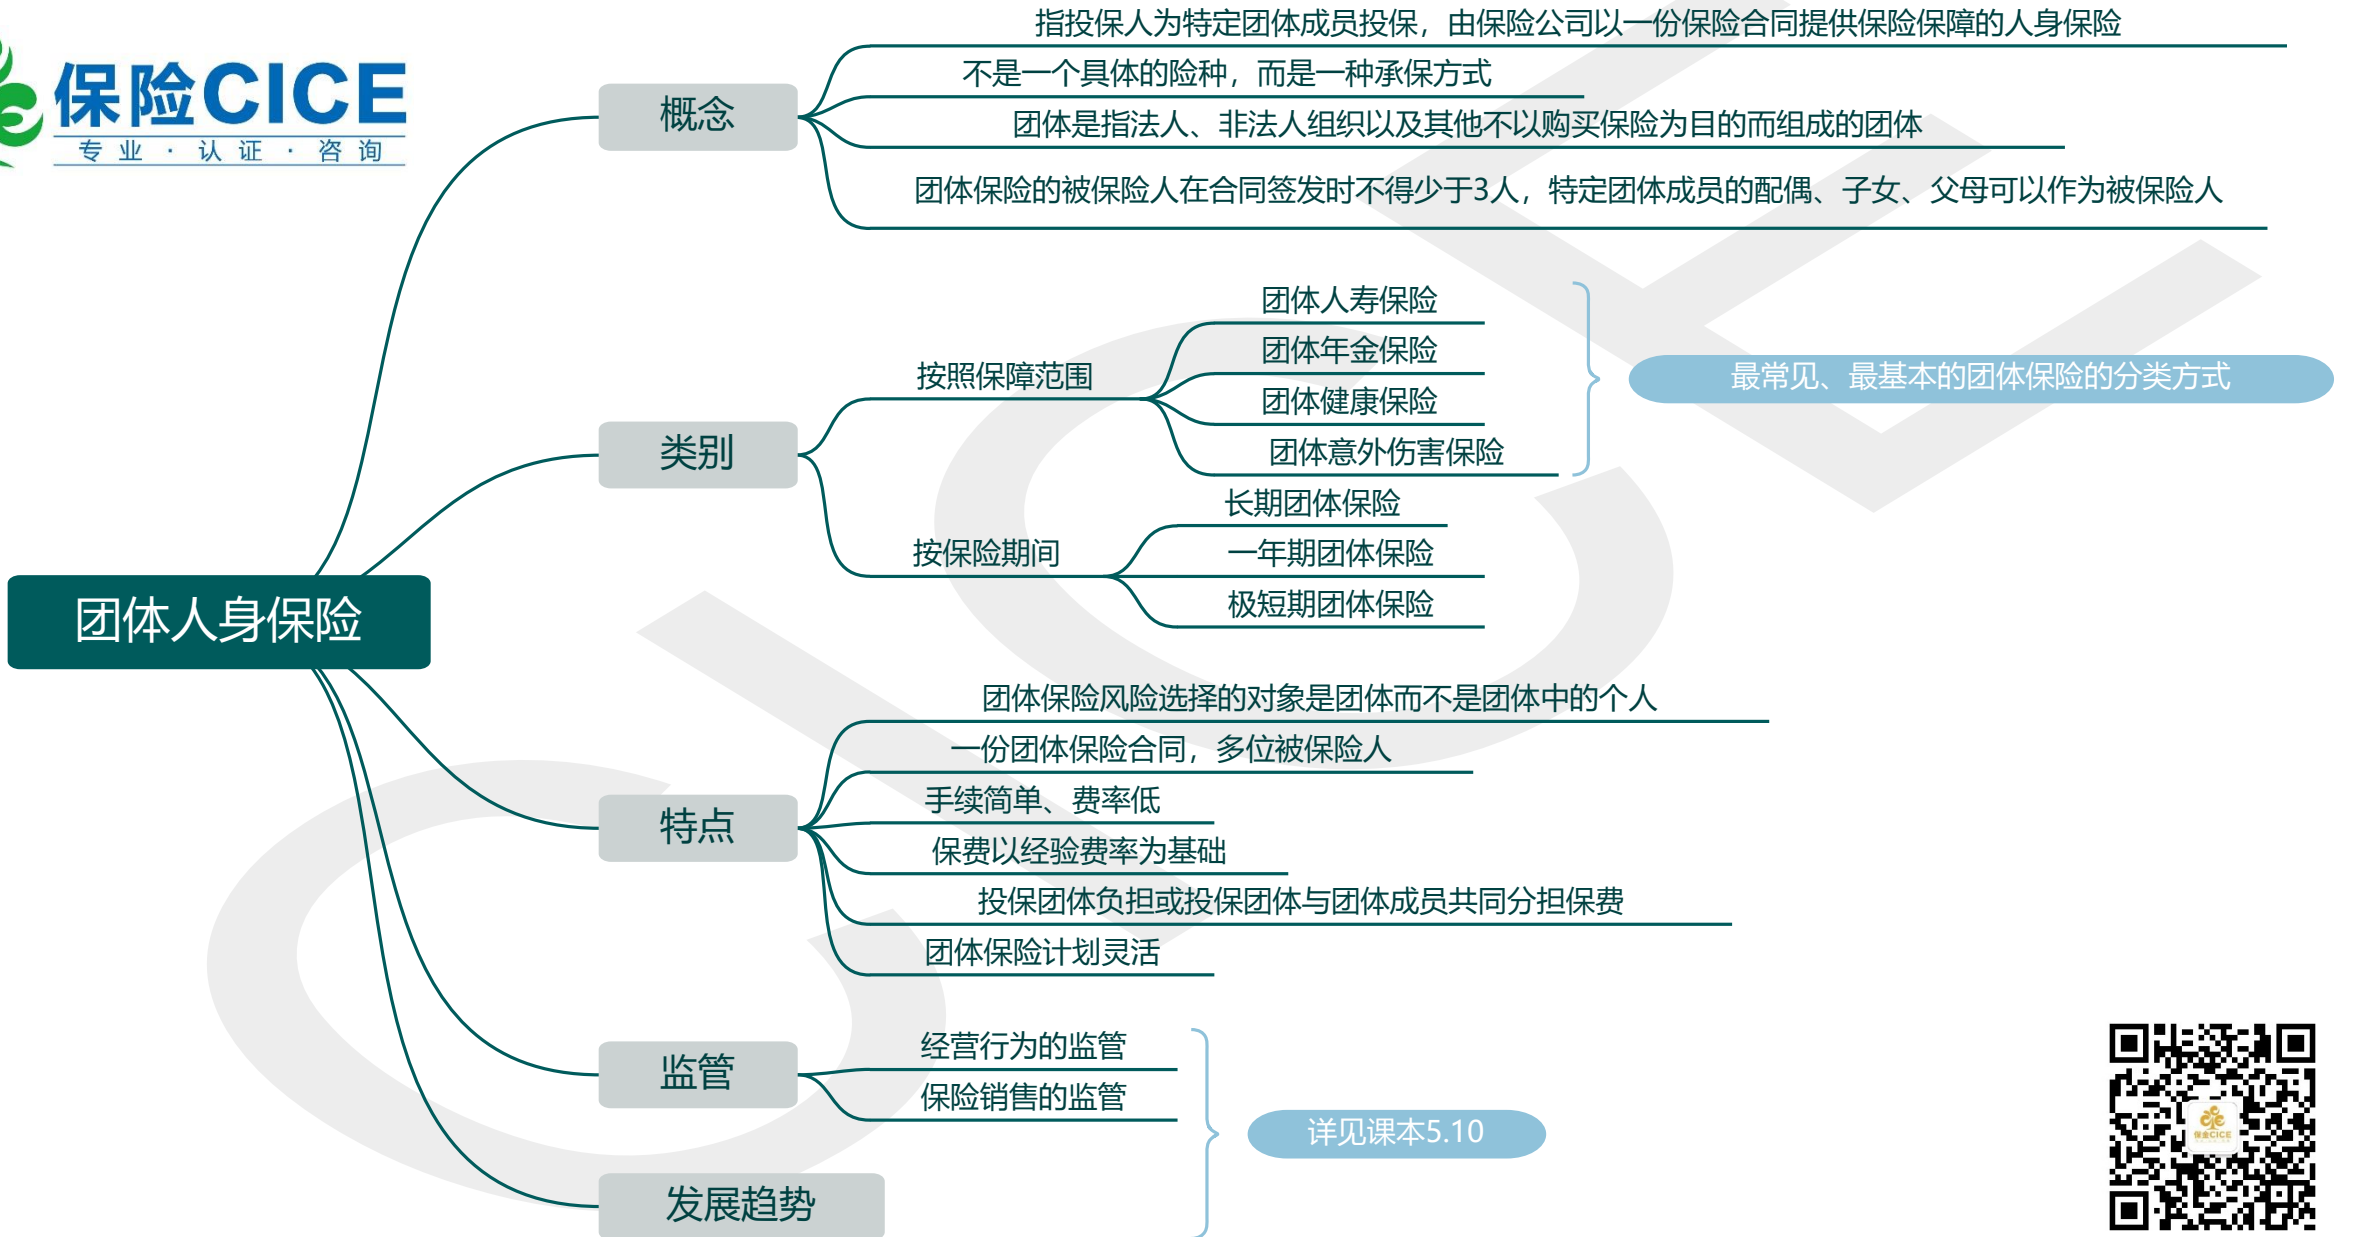 保险CICE
专业·认证·咨询
团体人身保险
概念
指投保人为特定团体成员投保，由保险公司以一份保险合同提供保险保障的人身保险
不是一个具体的险种，而是一种承保方式
团体是指法人、非法人组织以及其他不以购买保险为目的而组成的团体
团体保险的被保险人在合同签发时不得少于3人，特定团体成员的配偶、子女、父母可以作为被保险人
类别
按照保障范围
团体人寿保险
团体年金保险
团体健康保险
团体意外伤害保险
最常见、最基本的团体保险的分类方式
按保险期间
长期团体保险
一年期团体保险
极短期团体保险
特点
团体保险风险选择的对象是团体而不是团体中的个人
一份团体保险合同，多位被保险人
手续简单、费率低
保费以经验费率为基础
投保团体负担或投保团体与团体成员共同分担保费
团体保险计划灵活
监管
经营行为的监管
保险销售的监管
发展趋势
详见课本5.10
CICE
保金CICE